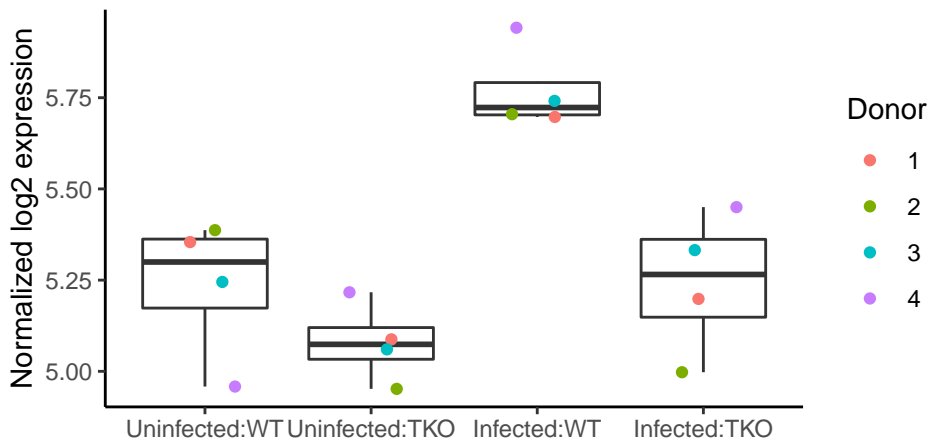 Normalized log2 expression
5.75
5.50
5.25
5.00
Uninfected:WT
Uninfected:TKO
Infected:WT
Infected:TKO
Donor
1
2
3
4